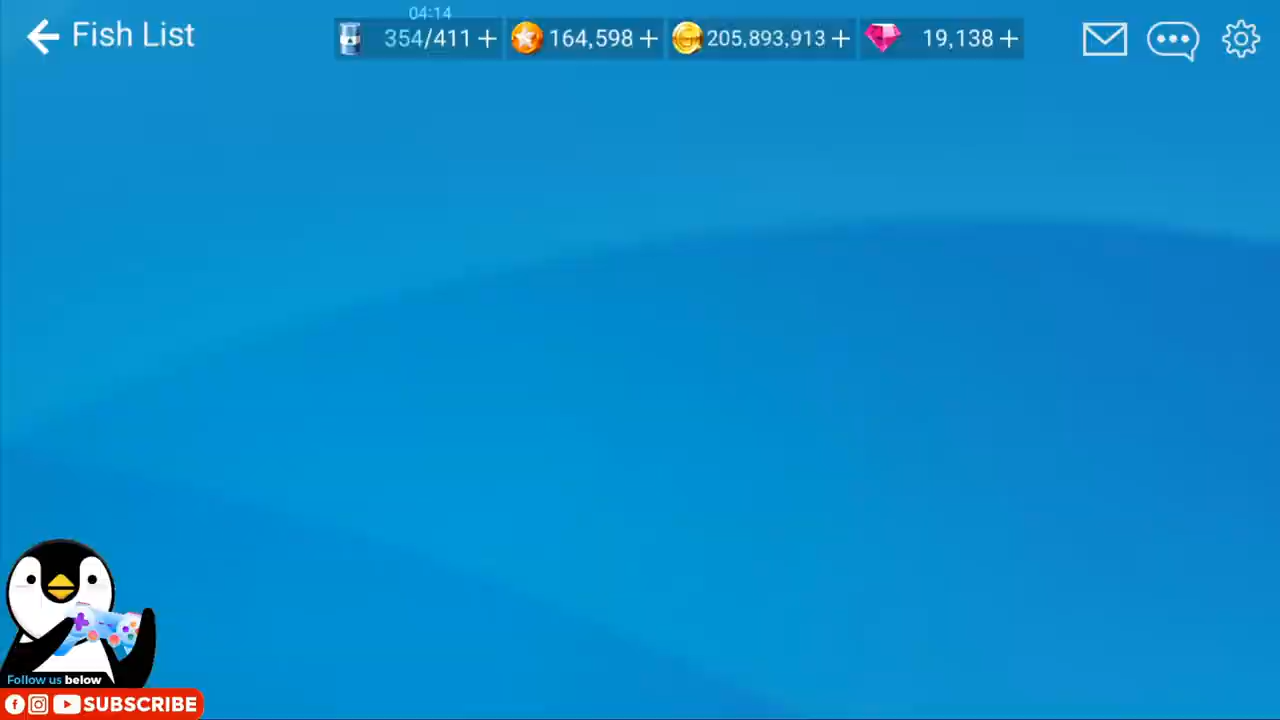 04:14
Fish List 354/411 + 164,598 + 205,893,913 + 19,138 +
Follow us below
SUBSCRIBE